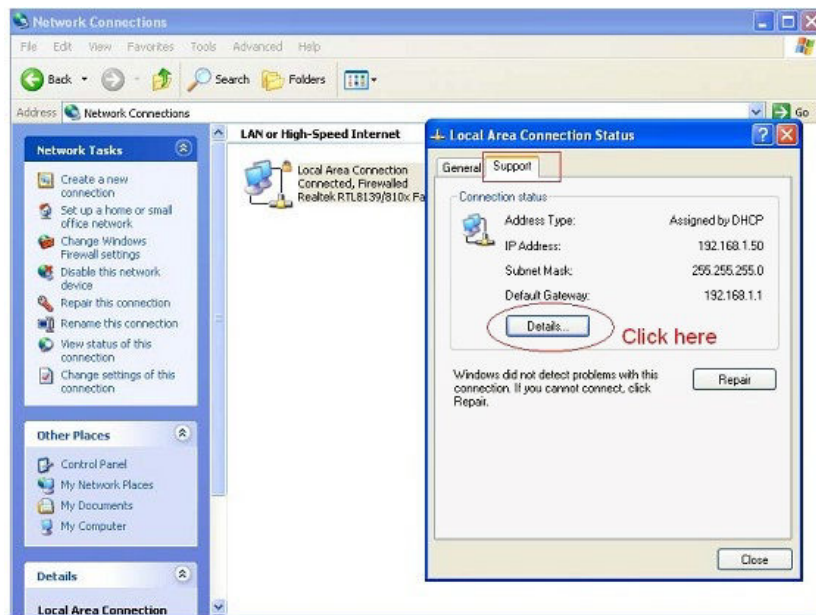 Network Connections
File Edit View Favorites Tools Advanced Help
Back Search Folders
Address Network Connections Go
Network Tasks
Create a new
connection
Set up a home or small
office network
Change Windows
Firewall settings
Disable this network
device
Repair this connection
Rename this connection
View status of this
connection
Change settings of this
connection
Other Places
Control Panel
My Network Places
My Documents
My Computer
Details
Local Area Connection
LAN or High-Speed Internet
Local Area Connection
Connected, Firewalled
Realtek RTL8139/810x Fa
Local Area Connection Status
General Support
Connection status
Address Type: Assigned by DHCP
IP Address: 192.168.1.50
Subnet Mask: 255.255.255.0
Default Gateway: 192.168.1.1
Details... Click here
Windows did not detect problems with this
connection. If you cannot connect, click
Repair.
Repair
Close